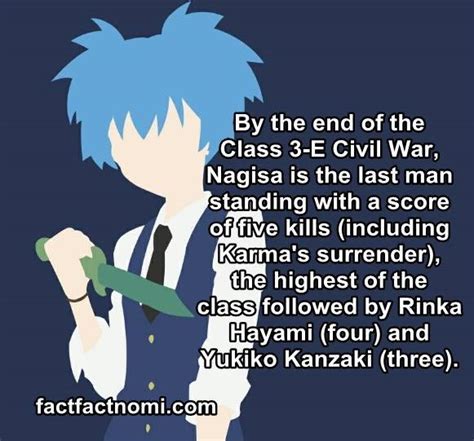 By the end of the
Class 3-E Civil War,
Nagisa is the last man
standing with a score
of five kills (including
Karma's surrender),
the highest of the
class followed by Rinka
Hayami (four) and
Yukiko Kanzaki (three).
factfactnomi.com